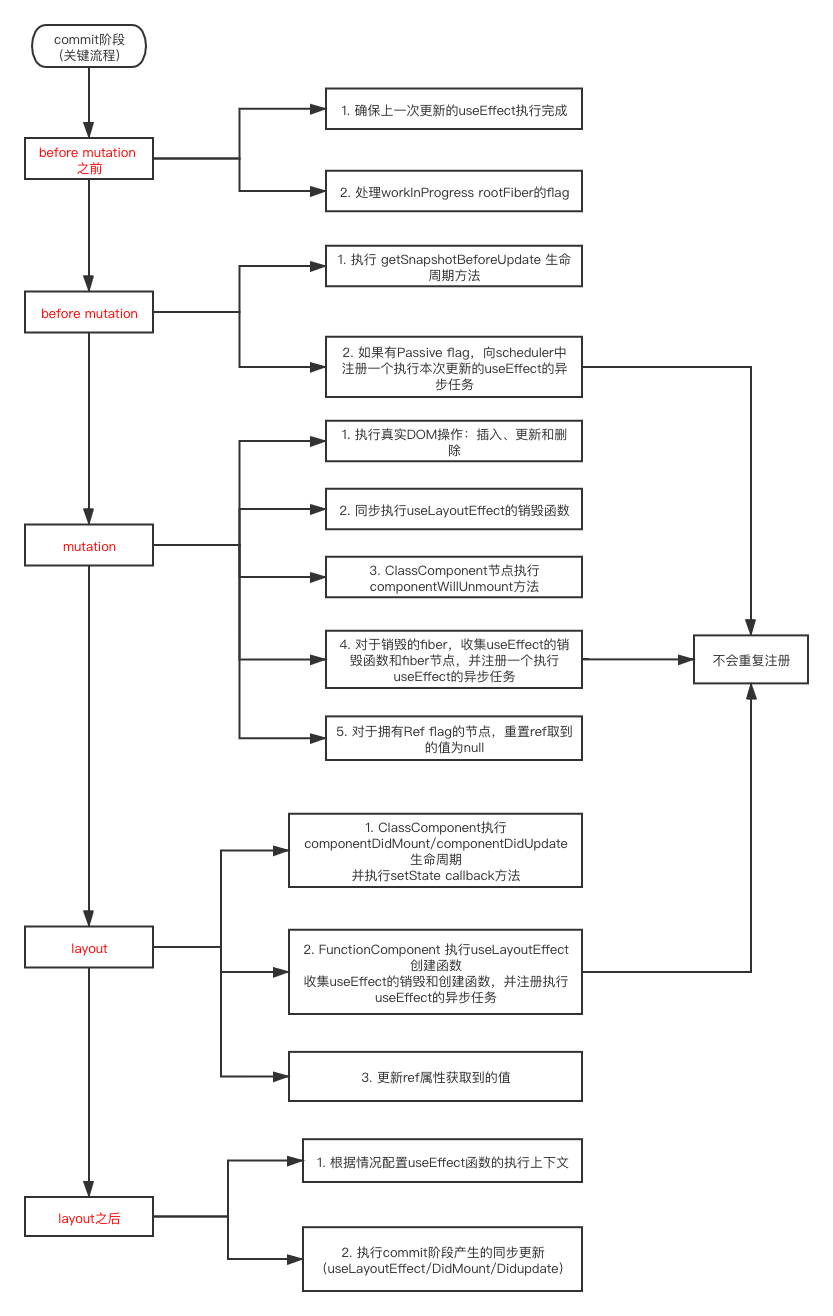 commit阶段
(关键流程)
before mutation
之前
1. 确保上一次更新的useEffect执行完成
2. 处理workInProgress rootFiber的flag
before mutation
1. 执行 getSnapshotBeforeUpdate 生命
周期方法
2. 如果有Passive flag，向scheduler中
注册一个执行本次更新的useEffect的异
步任务
mutation
1. 执行真实DOM操作：插入、更新和删
除
2. 同步执行useLayoutEffect的销毁函数
3. ClassComponent节点执行
componentWillUnmount方法
4. 对于销毁的fiber，收集useEffect的销
毁函数和fiber节点，并注册一个执行
useEffect的异步任务
5. 对于拥有Ref flag的节点，重置ref取到
的值为null
不会重复注册
layout
1. ClassComponent执行
componentDidMount/componentDidUpdate
生命周期
并执行setState callback方法
2. FunctionComponent 执行useLayoutEffect
创建函数
收集useEffect的销毁和创建函数，并注册执行
useEffect的异步任务
3. 更新ref属性获取到的值
layout之后
1. 根据情况配置useEffect函数的执行上下文
2. 执行commit阶段产生的同步更新
（useLayoutEffect/DidMount/Didupdate）